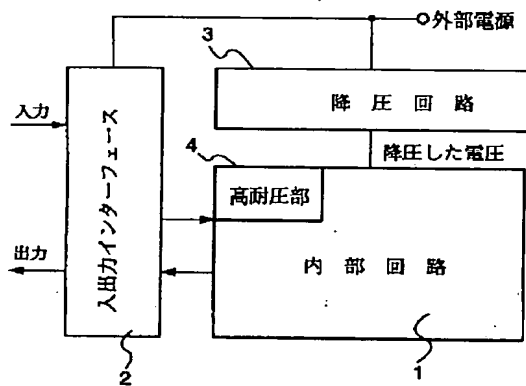 外部電源
3
降圧回路
入力
4
降圧した電圧
高耐圧部
入出力インターフェース
出力
内部回路
2
1